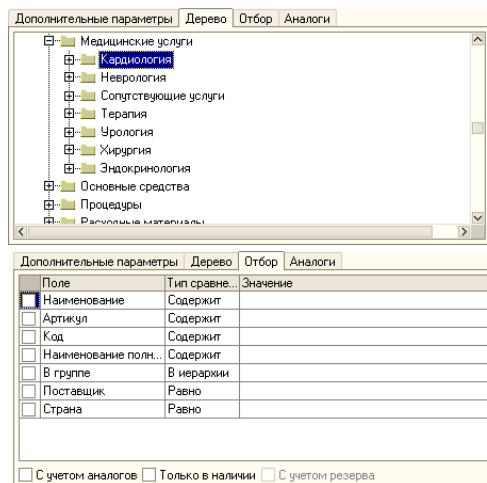 Дополнительные параметры Дерево Отбор Аналоги
Медицинские услуги
Кардиология
Неврология
Сопутствующие услуги
Терапия
Урология
Хирургия
Эндокринология
Основные средства
Процедуры
Расходные материалы
Дополнительные параметры Дерево Отбор Аналоги
Поле Тип сравне... Значение
Наименование Содержит
Артикул Содержит
Код Содержит
Наименование полн... Содержит
В группе В иерархии
Поставщик Равно
Страна Равно
С учетом аналогов Только в наличии С учетом резерва